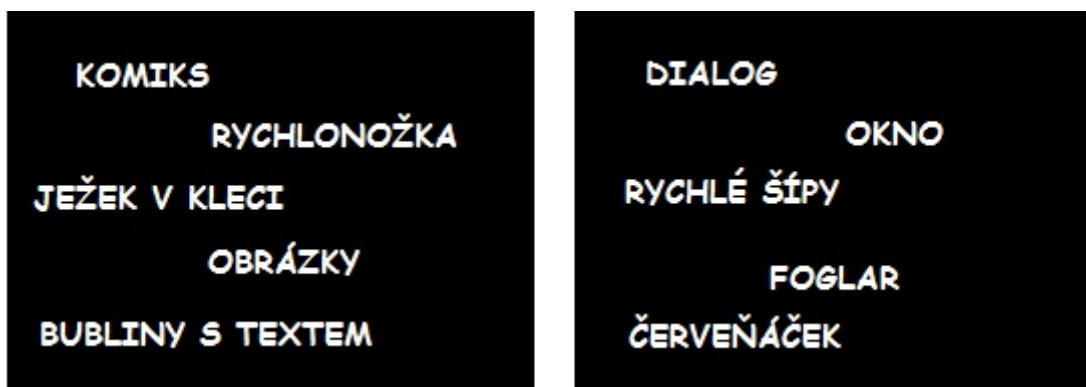 KOMIKS
RYCHLONOŽKA
JEŽEK V KLECI
OBRÁZKY
BUBLINY S TEXTEM
DIALOG
OKNO
RYCHLÉ ŠÍPY
FOGLAR
ČERVEŇÁČEK